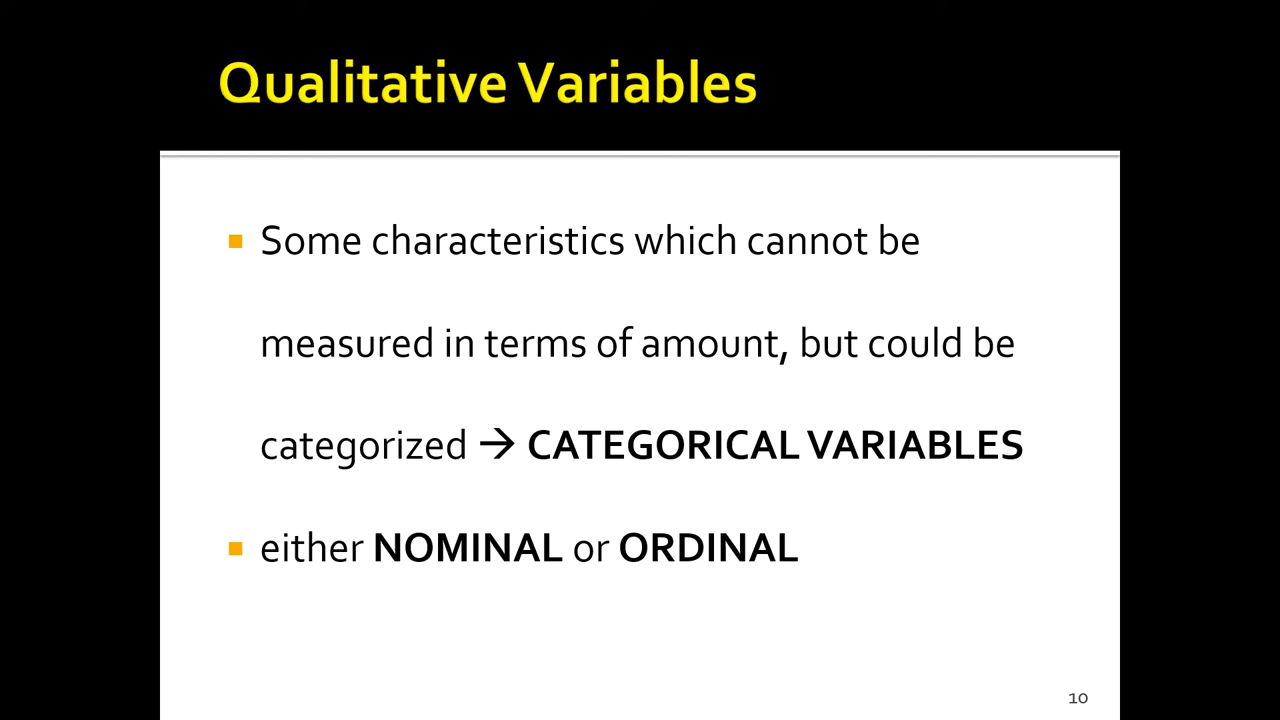 Qualitative Variables
Some characteristics which cannot be
measured in terms of amount, but could be
categorized → CATEGORICAL VARIABLES
either NOMINAL or ORDINAL
10